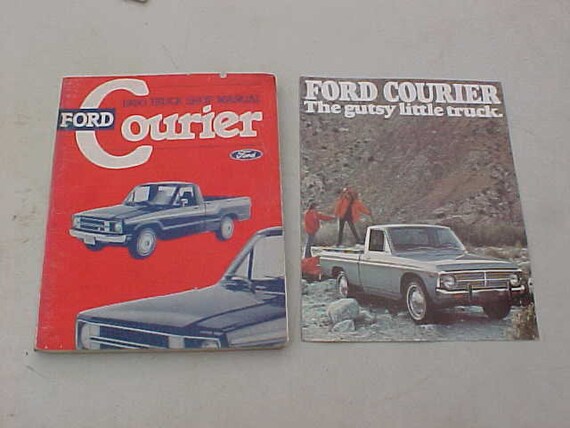 1980 TRUCK SHOP MANUAL
FORD
Courier
Ford
FORD COURIER
The gutsy little truck.